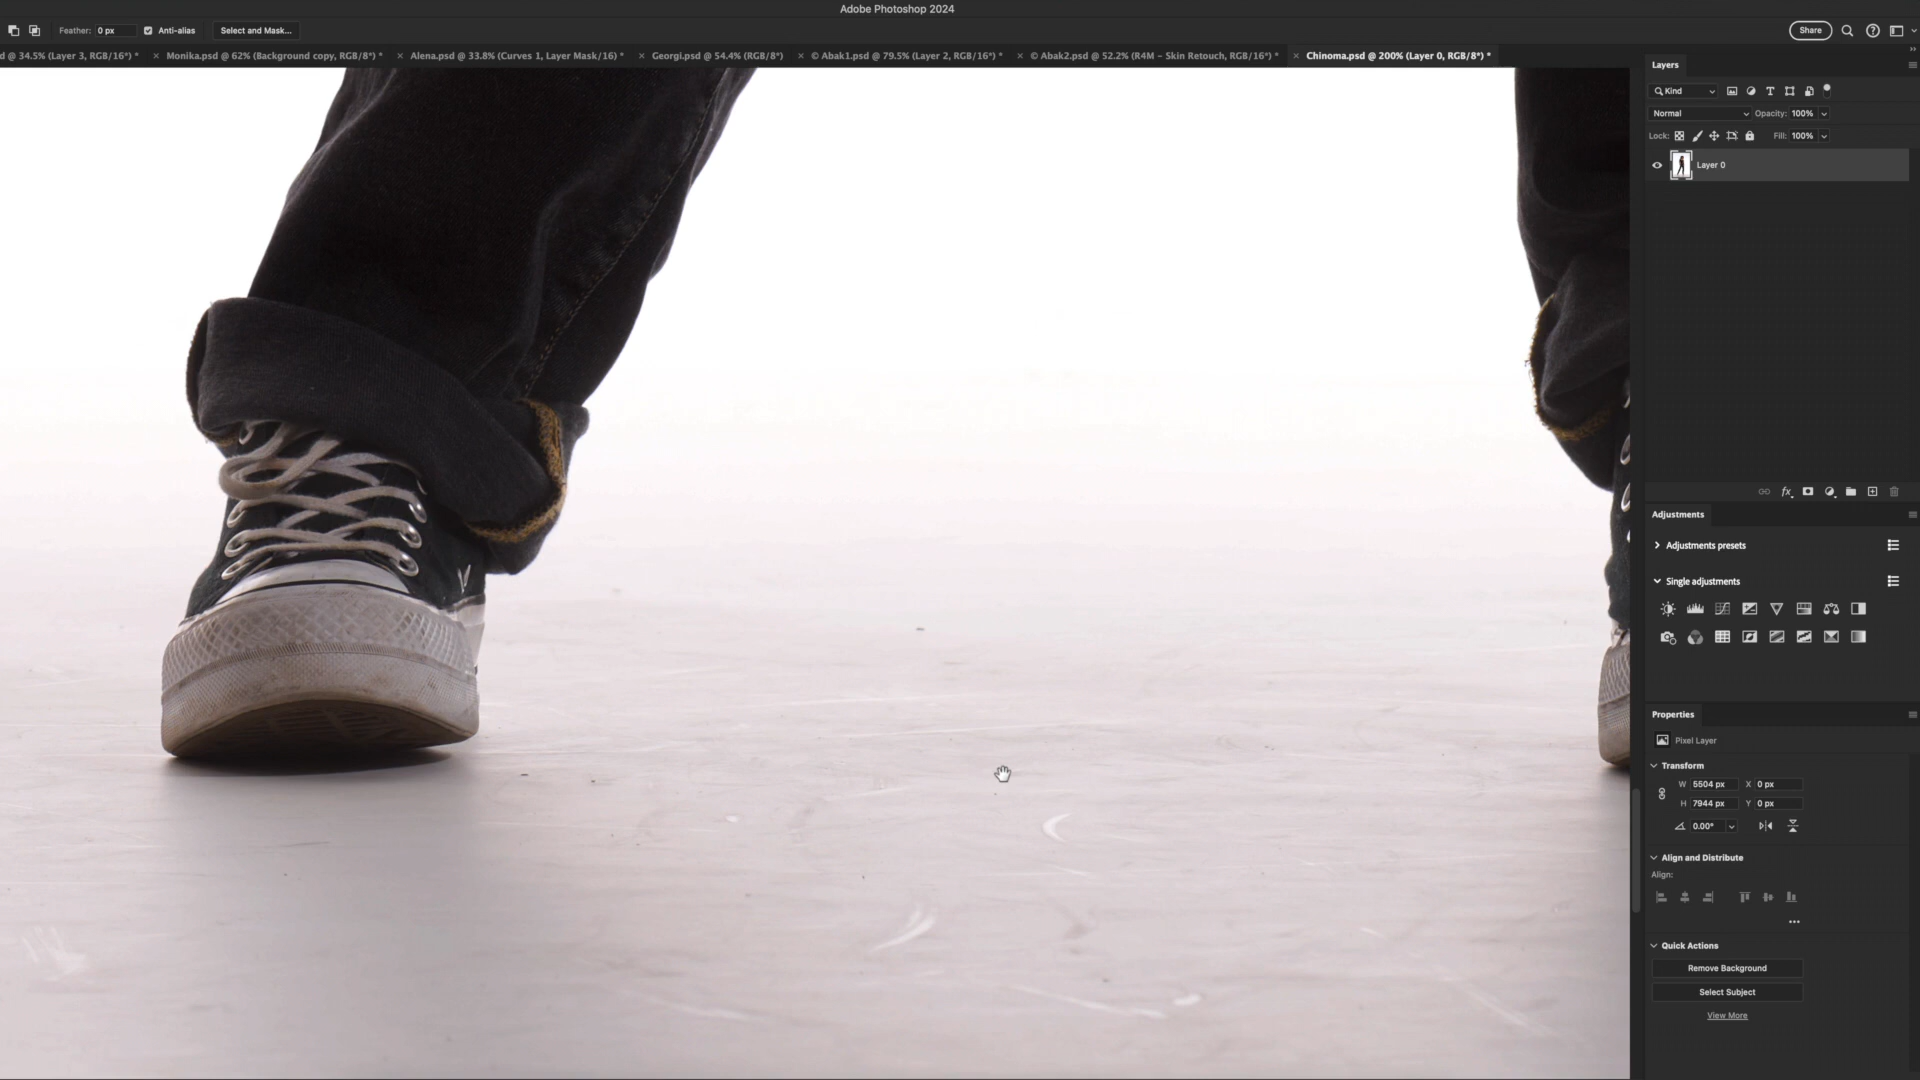 Adobe Photoshop 2024
Feather: 0 px Anti-alias Select and Mask... Share
d @ 34.5% (Layer 3, RGB/16*) * Monika.psd @ 62% (Background copy, RGB/8*) * Alena.psd @ 33.8% (Curves 1, Layer Mask/16) * Georgi.psd @ 54.4% (RGB/8*) © Abak1.psd @ 79.5% (Layer 2, RGB/16*) * © Abak2.psd @ 52.2% (R4M – Skin Retouch, RGB/16*) * Chinoma.psd @ 200% (Layer 0, RGB/8*) *
Layers
Kind
Normal Opacity: 100%
Lock: Fill: 100%
Layer 0
fx
Adjustments
Adjustments presets
Single adjustments
Properties
Pixel Layer
Transform
W 5504 px X 0 px
H 7944 px Y 0 px
0.00°
Align and Distribute
Align:
Quick Actions
Remove Background
Select Subject
View More